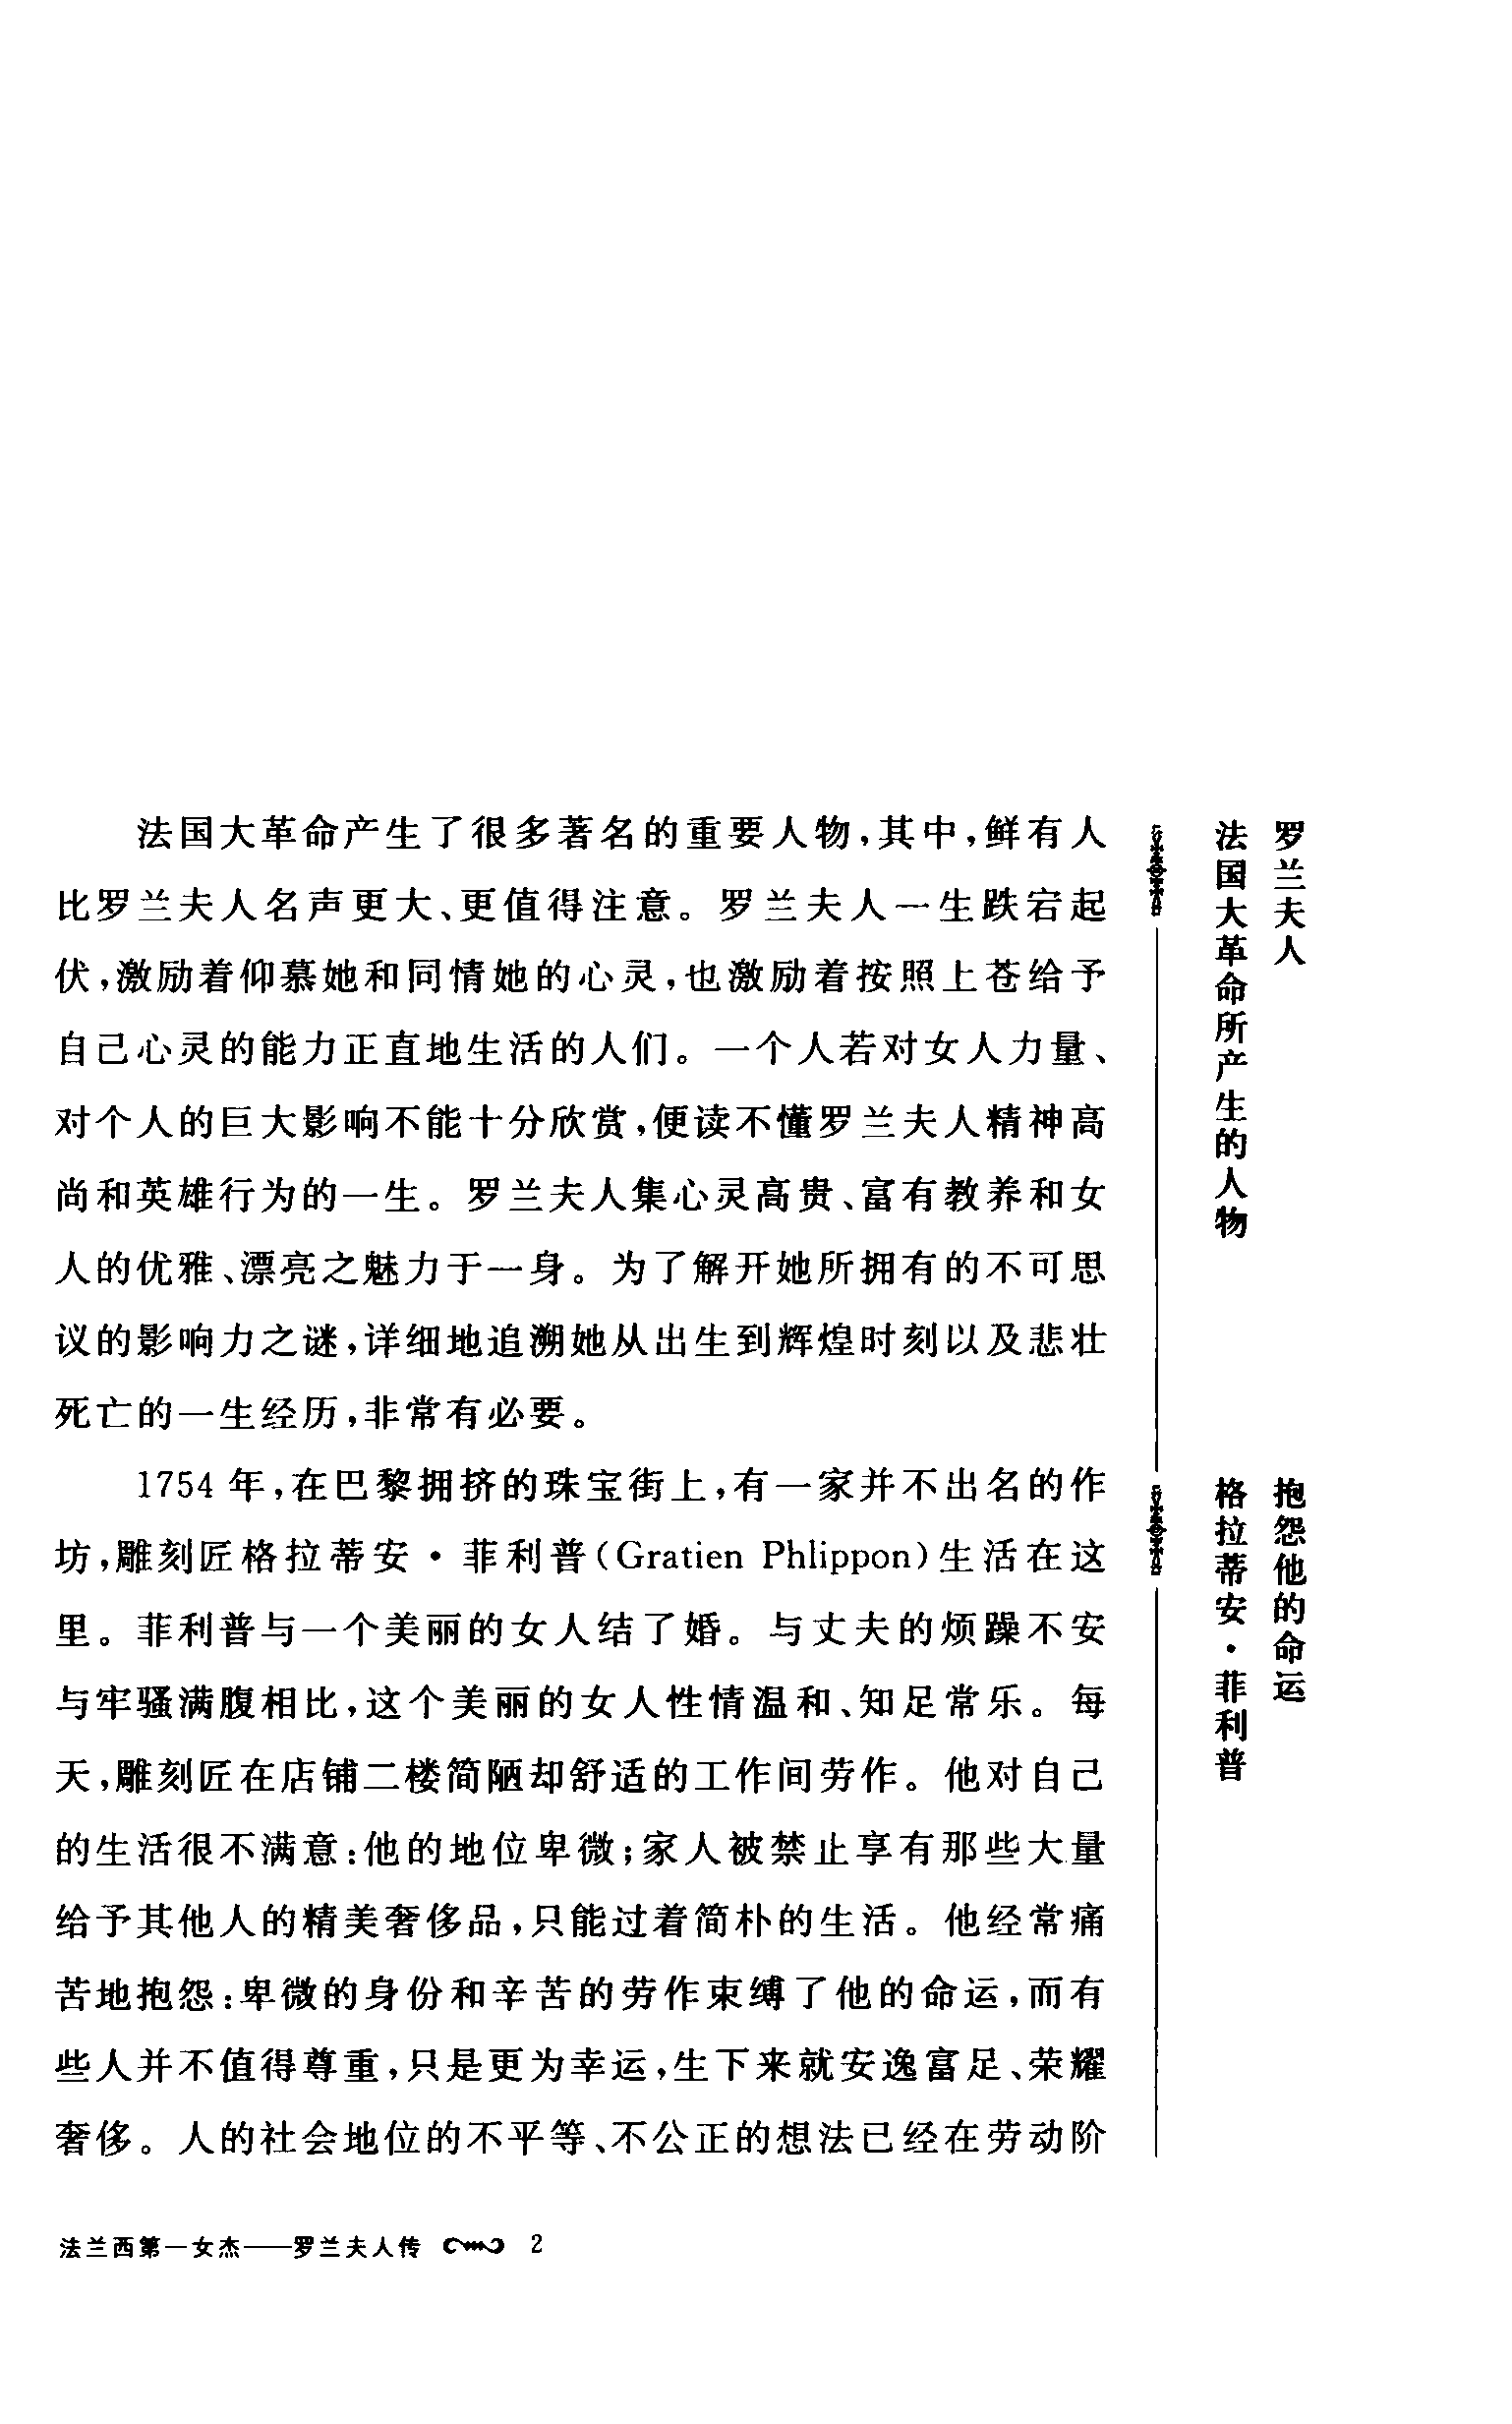 法国大革命产生了很多著名的重要人物，其中，鲜有人
比罗兰夫人名声更大、更值得注意。罗兰夫人一生跌宕起
伏，激励着仰慕她和同情她的心灵，也激励着按照上苍给予
自己心灵的能力正直地生活的人们。一个人若对女人力量、
对个人的巨大影响不能十分欣赏，便读不懂罗兰夫人精神高
尚和英雄行为的一生。罗兰夫人集心灵高贵、富有教养和女
人的优雅、漂亮之魅力于一身。为了解开她所拥有的不可思
议的影响力之谜，详细地追溯她从出生到辉煌时刻以及悲壮
死亡的一生经历，非常有必要。
1754 年，在巴黎拥挤的珠宝街上，有一家并不出名的作
坊，雕刻匠格拉蒂安·菲利普（Gratien Phlippon）生活在这
里。菲利普与一个美丽的女人结了婚。与丈夫的烦躁不安
与牢骚满腹相比，这个美丽的女人性情温和、知足常乐。每
天，雕刻匠在店铺二楼简陋却舒适的工作间劳作。他对自己
的生活很不满意：他的地位卑微；家人被禁止享有那些大量
给予其他人的精美奢侈品，只能过着简朴的生活。他经常痛
苦地抱怨：卑微的身份和辛苦的劳作束缚了他的命运，而有
些人并不值得尊重，只是更为幸运，生下来就安逸富足、荣耀
奢侈。人的社会地位的不平等、不公正的想法已经在劳动阶
罗兰夫人
法国大革命所产生的人物
抱怨他的命运
格拉蒂安·菲利普
法兰西第一女杰——罗兰夫人传 2